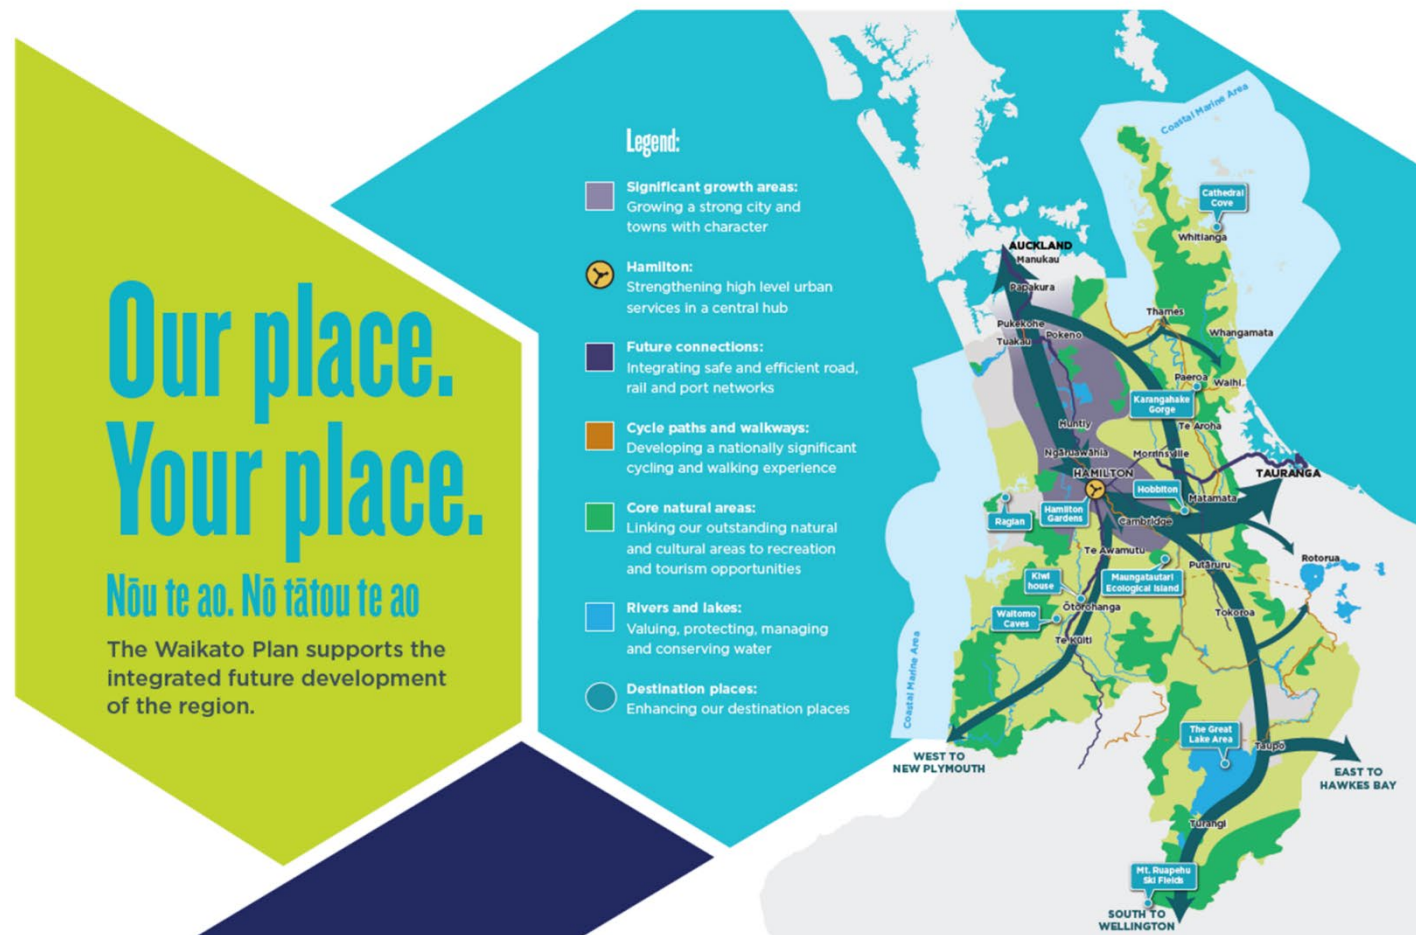 Our place.
Your place.
Nōu te ao. Nō tātou te ao
The Waikato Plan supports the
integrated future development
of the region.
Legend:
Significant growth areas:
Growing a strong city and
towns with character
Hamilton:
Strengthening high level urban
services in a central hub
Future connections:
Integrating safe and efficient road,
rail and port networks
Cycle paths and walkways:
Developing a nationally significant
cycling and walking experience
Core natural areas:
Linking our outstanding natural
and cultural areas to recreation
and tourism opportunities
Rivers and lakes:
Valuing, protecting, managing
and conserving water
Destination places:
Enhancing our destination places
Coastal Marine Area
Cathedral
Cove
Whitianga
AUCKLAND
Manukau
Papakura
Thames
Pukekohe
Pokeno
Tuakau
Whangamata
Paeroa
Waihi
Karangahake
Gorge
Huntly
Te Aroha
Ngāruawāhia
Morrinsville
HAMILTON
TAURANGA
Hobbiton
Matamata
Hamilton
Gardens
Raglan
Cambridge
Te Awamutu
Rotorua
Putāruru
Kiwi
house
Maungatautari
Ecological Island
Ōtorohanga
Waitomo
Caves
Tokoroa
Te Kūiti
Coastal Marine Area
The Great
Lake Area
Taupō
WEST TO
NEW PLYMOUTH
EAST TO
HAWKES BAY
Tūrangi
Mt. Ruapehu
Ski Fields
SOUTH TO
WELLINGTON